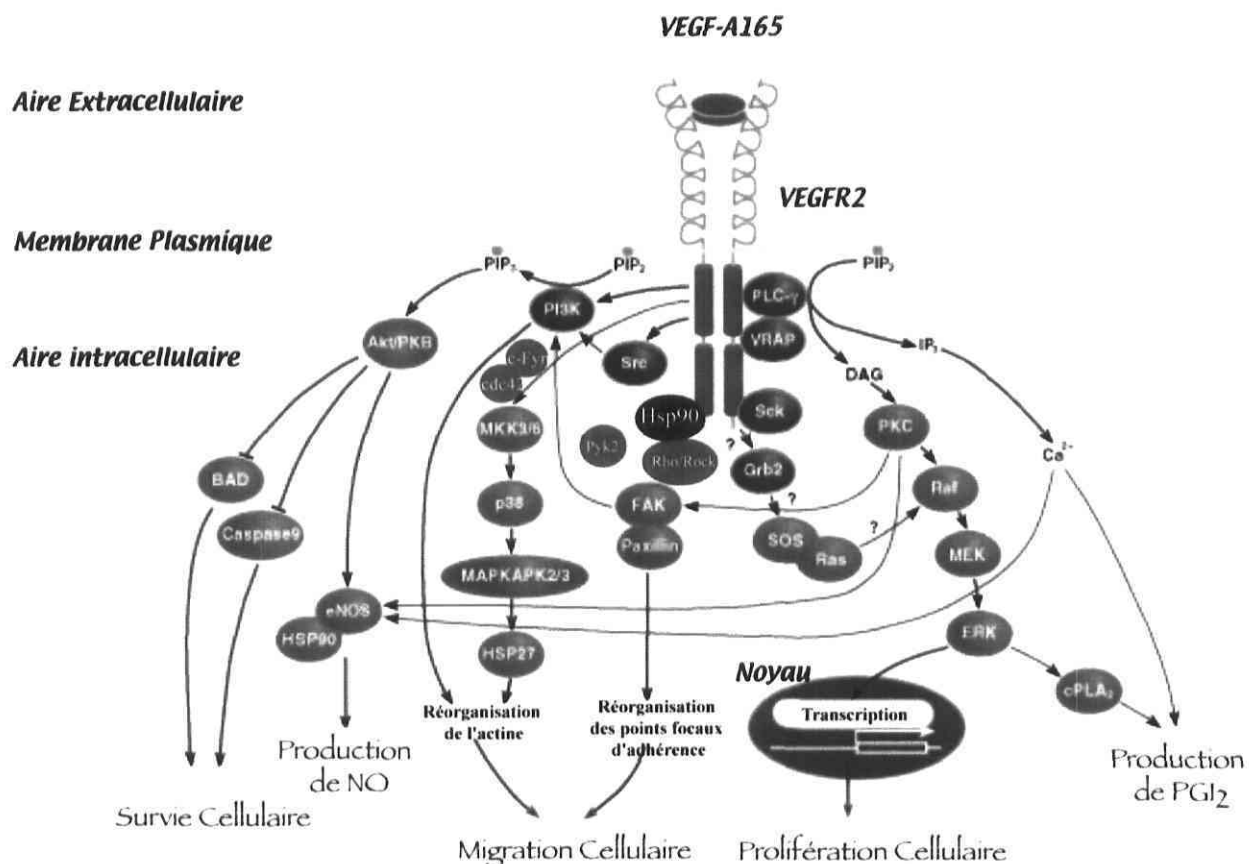 VEGF-A165
Aire Extracellulaire
VEGFR2
Membrane Plasmique
PIP₂
PIP₂
PI3K
PLC-γ
Akt/PKB
VRAP
Aire intracellulaire
Src
IP₃
c-Fyn
cdc42
DAG
Hsp90
Sck
MKK3/6
PKC
?
Pyk2
Rho/Rock
Grb2
BAD
Raf
p38
FAK
?
?
Caspase9
SOS
Paxillin
Ras
MEK
MAPKAPK2/3
eNOS
HSP90
ERK
HSP27
Noyau
cPLA₂
Réorganisation
de l'actine
Réorganisation
des points focaux
d'adhérence
Transcription
Production
de NO
Production
de PGI₂
Survie Cellulaire
Migration Cellulaire
Prolifération Cellulaire